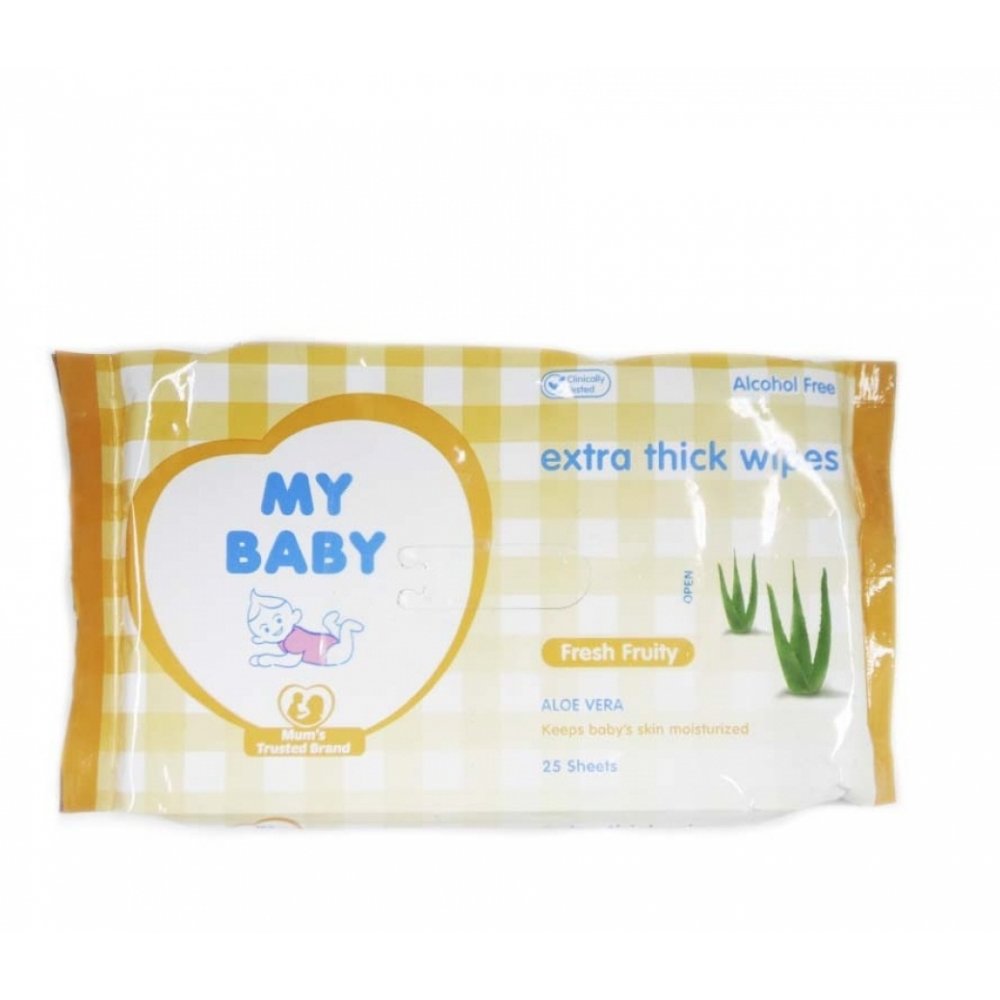 MY
BABY
Mum's
Trusted Brand
Clinically
Tested
Alcohol Free
extra thick wipes
OPEN
Fresh Fruity
ALOE VERA
Keeps baby's skin moisturized
25 Sheets